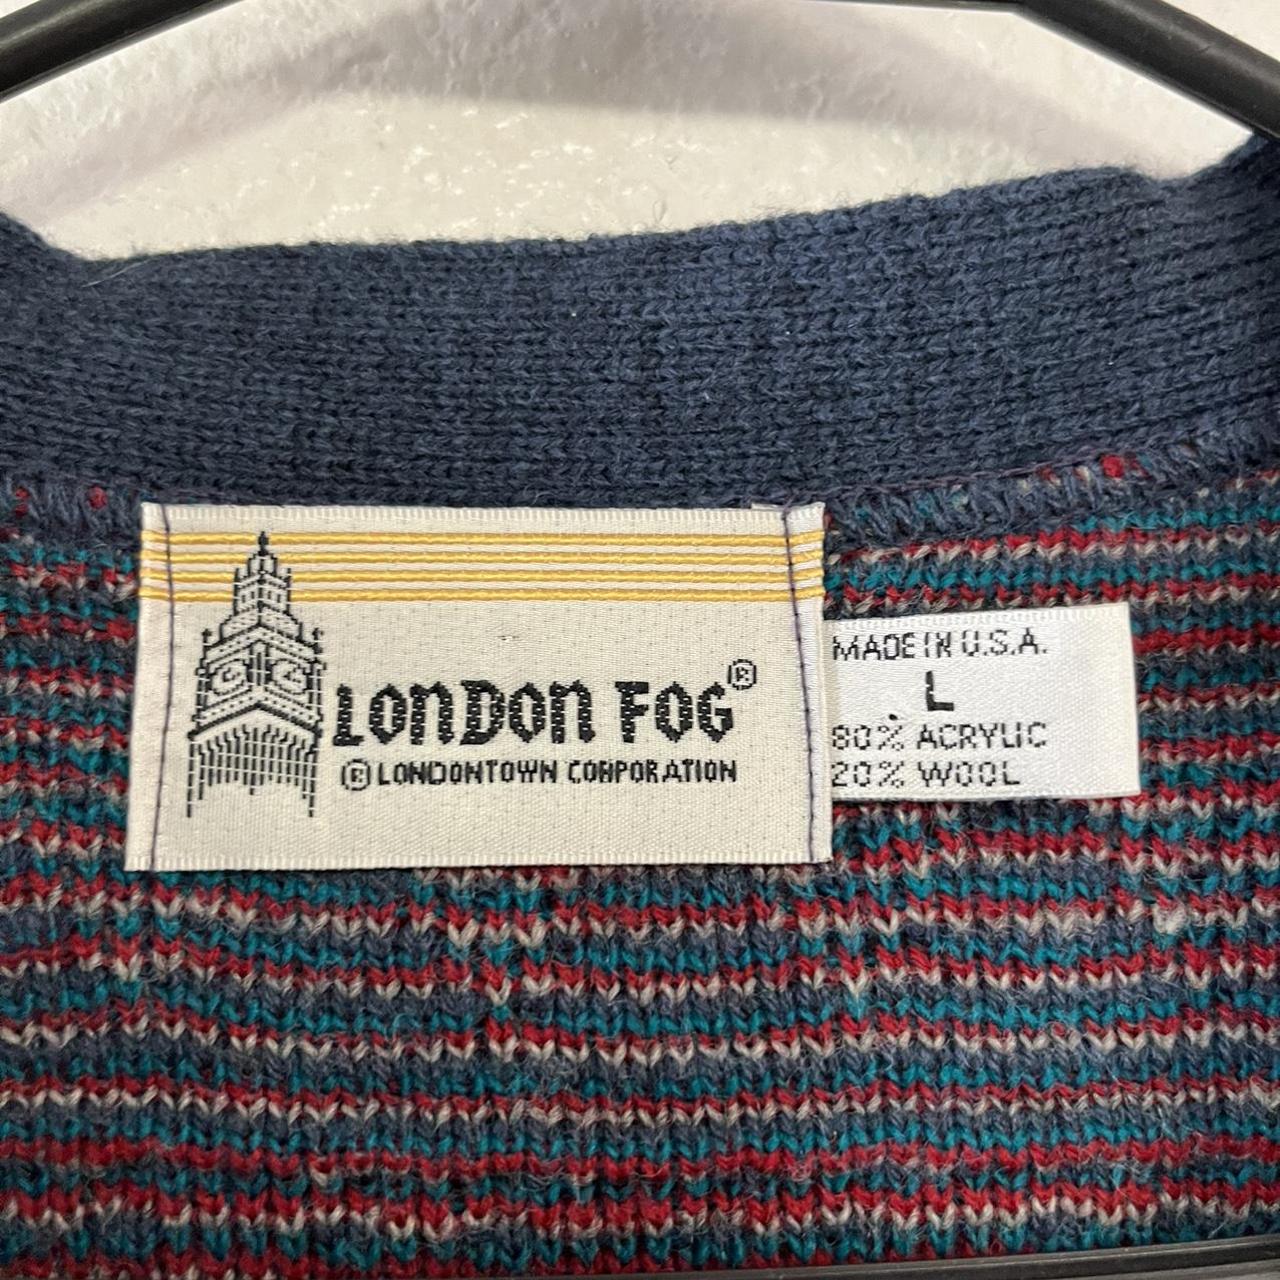 LONDON FOG®
® LONDONTOWN CORPORATION
MADE IN U.S.A.
L
80% ACRYLIC
20% WOOL